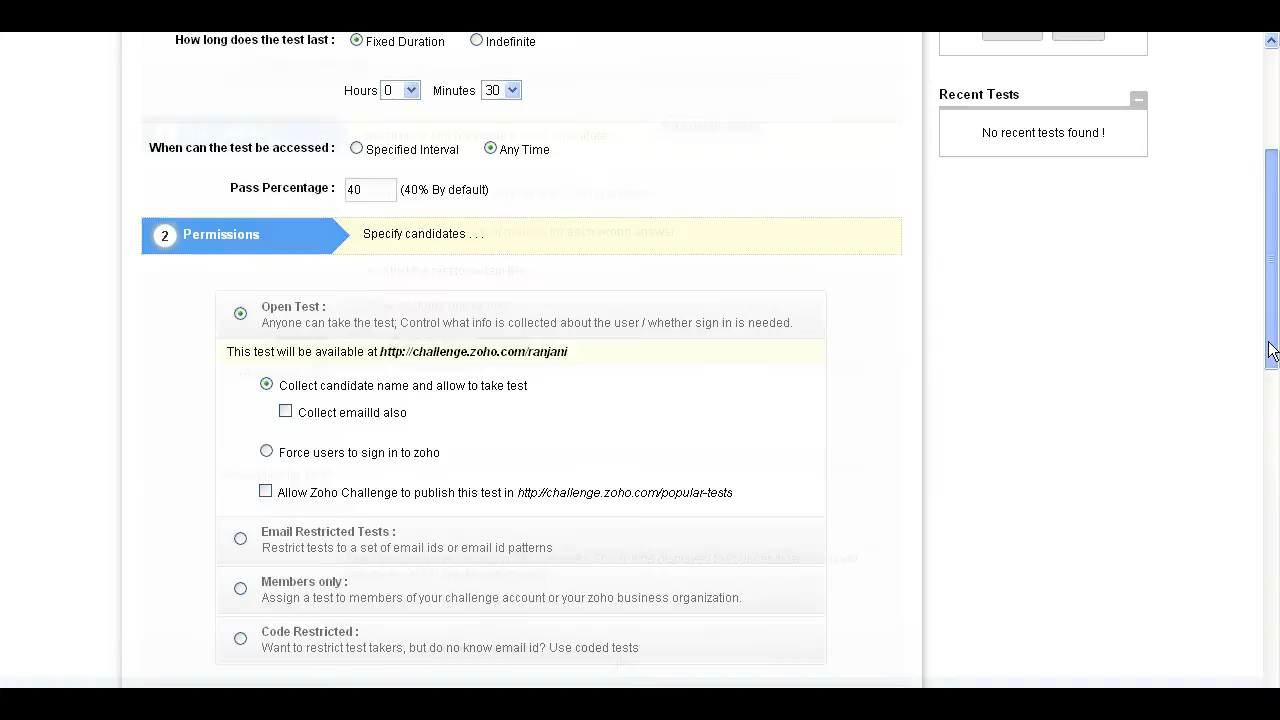 How long does the test last : Fixed Duration Indefinite
Hours 0 Minutes 30
Recent Tests
No recent tests found !
When can the test be accessed : Specified Interval Any Time
Pass Percentage : 40 (40% By default)
2 Permissions Specify candidates . . .
Open Test :
Anyone can take the test; Control what info is collected about the user / whether sign in is needed.
This test will be available at http://challenge.zoho.com/ranjani
Collect candidate name and allow to take test
Collect emailId also
Force users to sign in to zoho
Allow Zoho Challenge to publish this test in http://challenge.zoho.com/popular-tests
Email Restricted Tests :
Restrict tests to a set of email ids or email id patterns
Members only :
Assign a test to members of your challenge account or your zoho business organization.
Code Restricted :
Want to restrict test takers, but do no know email id? Use coded tests